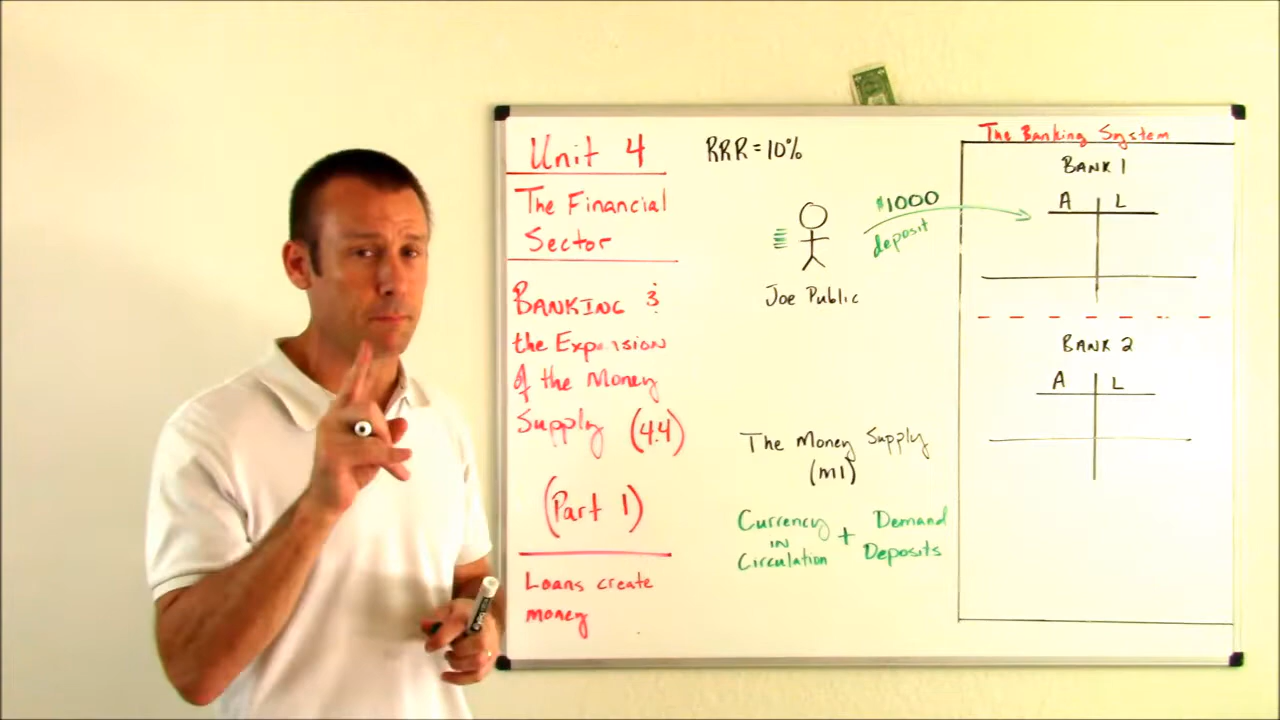 Unit 4
The Financial
Sector
BANKING &
the Expansion
of the Money
Supply (4.4)
(Part 1)
Loans create
money
RRR = 10%
$1000
deposit
Joe Public
The Money Supply
(M1)
Currency
IN
Circulation
+
Demand
Deposits
The Banking System
BANK 1
A L
BANK 2
A L